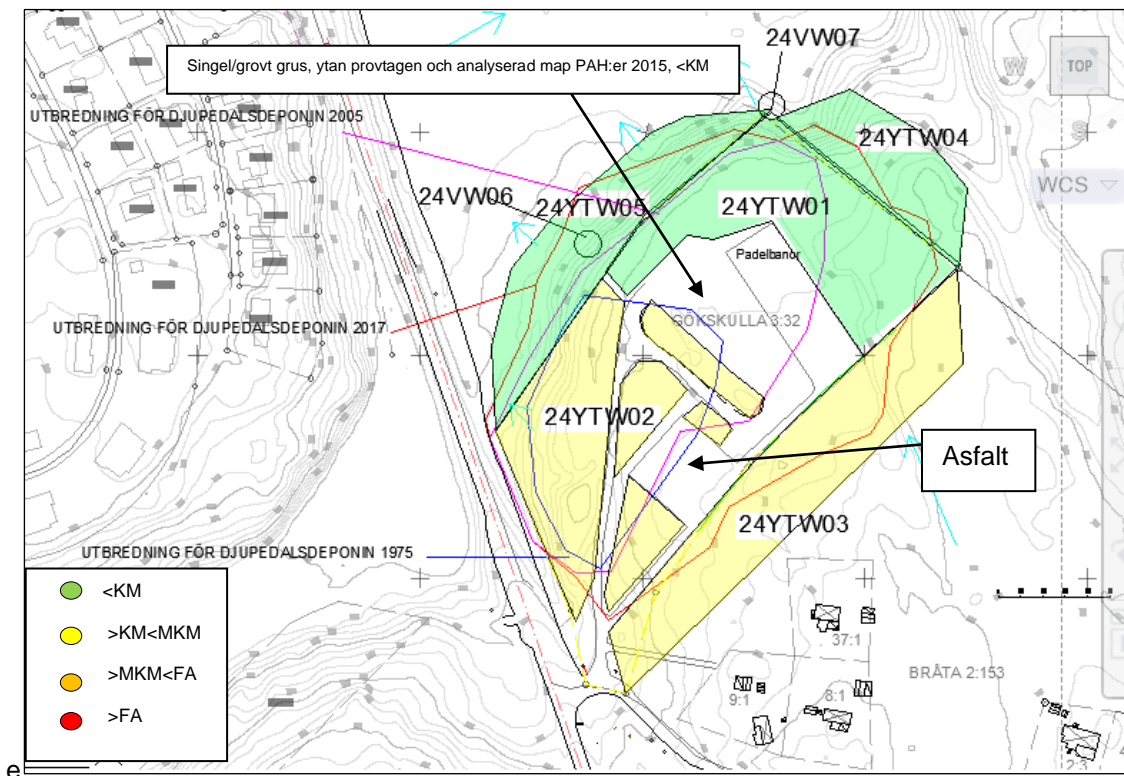 24VW07
Singel/grovt grus, ytan provtagen och analyserad map PAH:er 2015, <KM
W
TOP
S
UTBREDNING FÖR DJUPEDALSDEPONIN 2005
24YTW04
WCS
24VW06
24YTW05
24YTW01
Padelbanor
GÖKSKULLA 3:32
UTBREDNING FÖR DJUPEDALSDEPONIN 2017
24YTW02
Asfalt
24YTW03
UTBREDNING FÖR DJUPEDALSDEPONIN 1975
<KM
>KM<MKM
>MKM<FA
>FA
37:1
BRÅTA 2:153
9:1
8:1
2:3
e